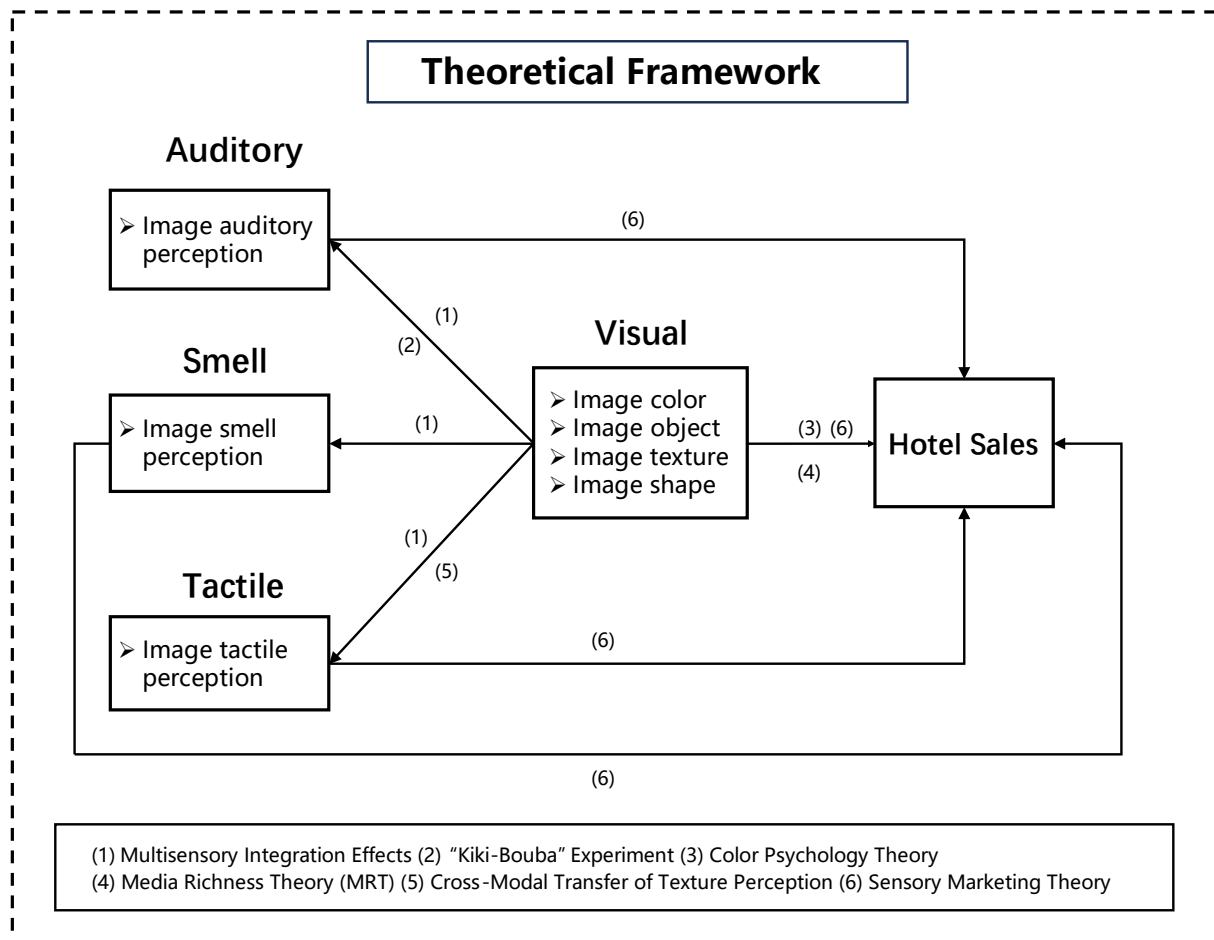 Theoretical Framework
Auditory
➢ Image auditory
perception
(6)
(1)
(2)
Smell
➢ Image smell
perception
(1)
Visual
➢ Image color
➢ Image object
➢ Image texture
➢ Image shape
(3) (6)
(4)
Hotel Sales
(1)
(5)
Tactile
➢ Image tactile
perception
(6)
(6)
(1) Multisensory Integration Effects (2) “Kiki-Bouba” Experiment (3) Color Psychology Theory
(4) Media Richness Theory (MRT) (5) Cross-Modal Transfer of Texture Perception (6) Sensory Marketing Theory